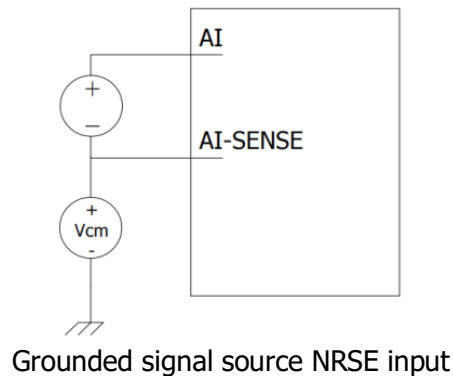 AI
+
–
AI-SENSE
+
Vcm
-
Grounded signal source NRSE input